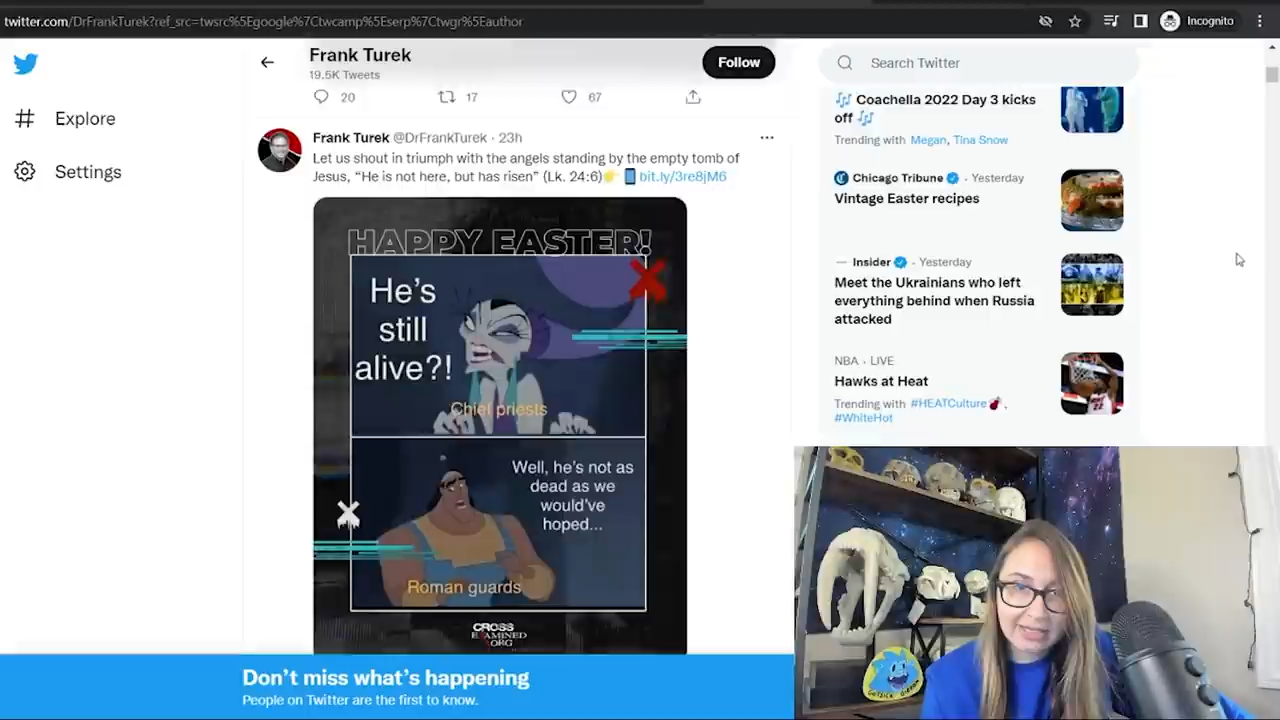 twitter.com/DrFrankTurek?ref_src=twsrc%5Egoogle%7Ctwcamp%5Eserp%7Ctwgr%5Eauthor
Incognito
Explore
Settings
Frank Turek
19.5K Tweets
Follow
20
17
67
Frank Turek @DrFrankTurek · 23h
Let us shout in triumph with the angels standing by the empty tomb of
Jesus, “He is not here, but has risen” (Lk. 24:6)👉📱bit.ly/3re8jM6
HAPPY EASTER!
He’s
still
alive?!
Chief priests
Well, he’s not as
dead as we
would’ve
hoped...
Roman guards
CROSS
EXAMINED
.ORG
Search Twitter
🎶 Coachella 2022 Day 3 kicks
off 🎶
Trending with Megan, Tina Snow
Chicago Tribune · Yesterday
Vintage Easter recipes
Insider · Yesterday
Meet the Ukrainians who left
everything behind when Russia
attacked
NBA · LIVE
Hawks at Heat
Trending with #HEATCulture,
#WhiteHot
Don’t miss what’s happening
People on Twitter are the first to know.
GUTSICK GIBBON